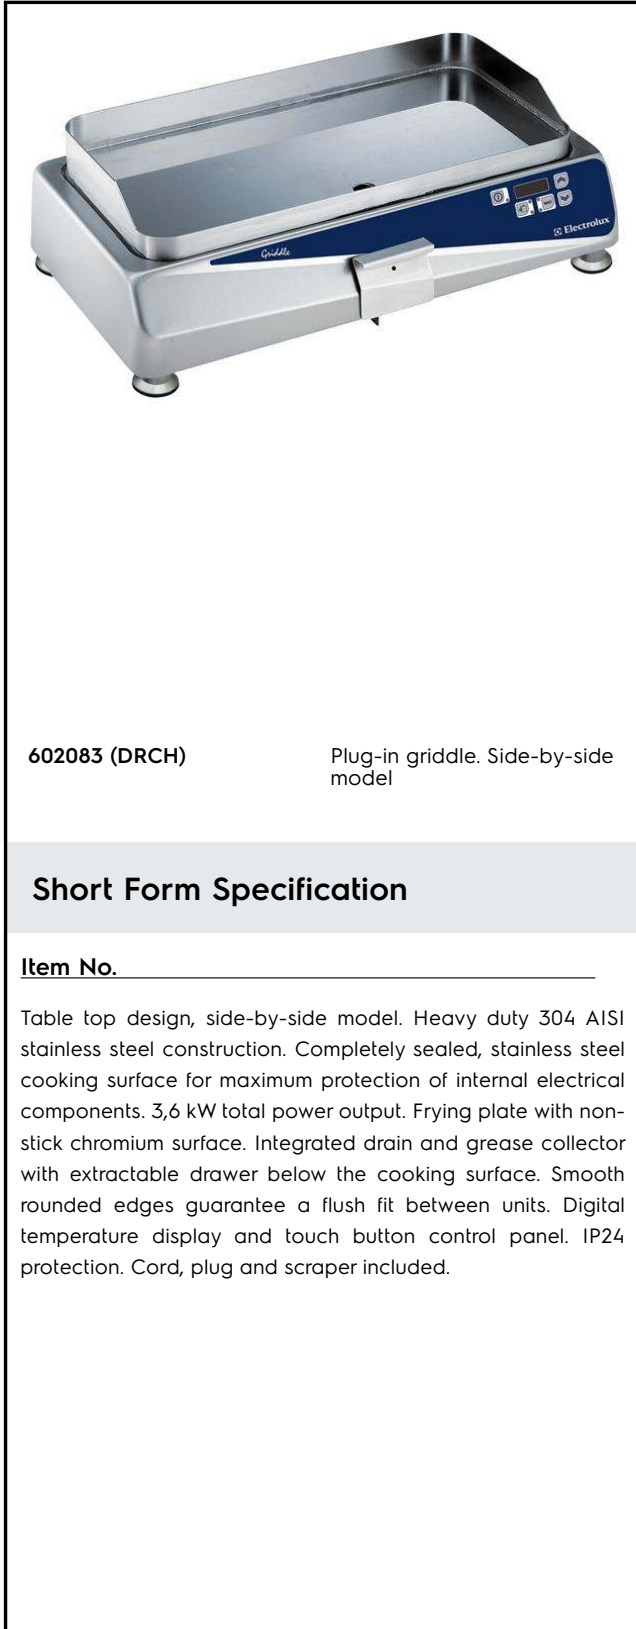 Griddle
Electrolux
602083 (DRCH)
Plug-in griddle. Side-by-side
model
Short Form Specification
Item No.
Table top design, side-by-side model. Heavy duty 304 AISI
stainless steel construction. Completely sealed, stainless steel
cooking surface for maximum protection of internal electrical
components. 3,6 kW total power output. Frying plate with non-
stick chromium surface. Integrated drain and grease collector
with extractable drawer below the cooking surface. Smooth
rounded edges guarantee a flush fit between units. Digital
temperature display and touch button control panel. IP24
protection. Cord, plug and scraper included.